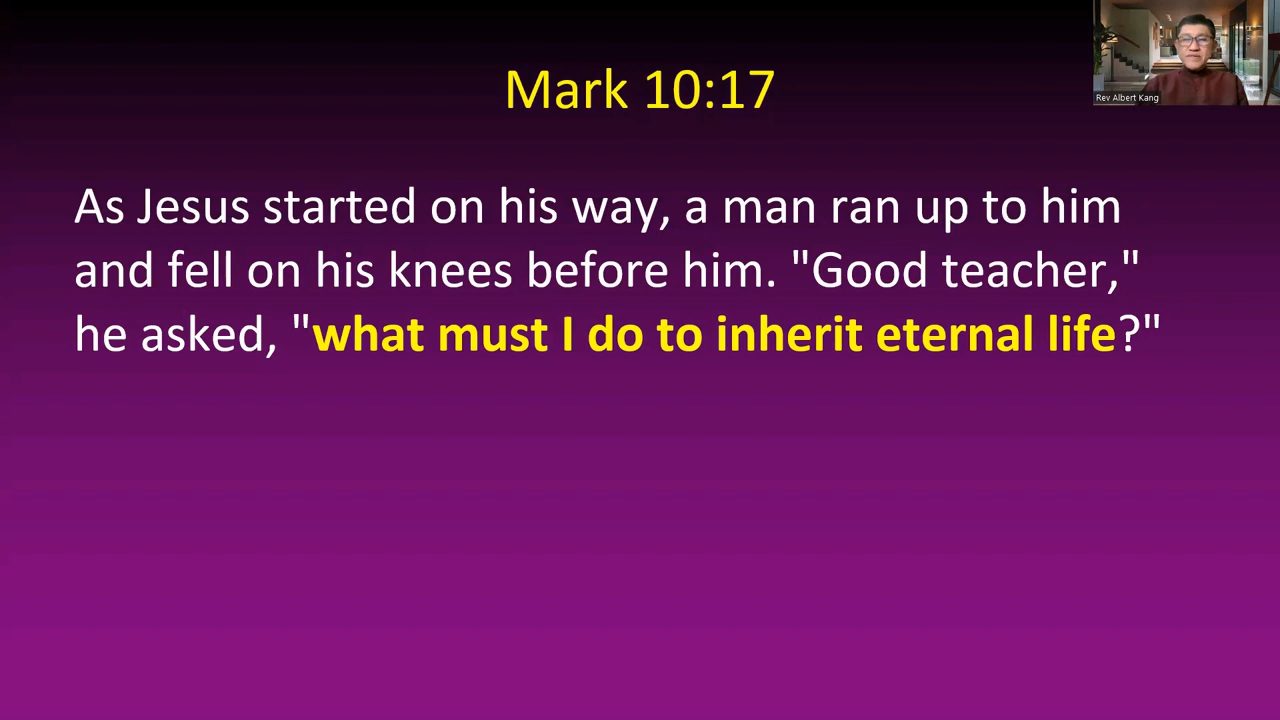 Mark 10:17
Rev Albert Kang
As Jesus started on his way, a man ran up to him
and fell on his knees before him. "Good teacher,"
he asked, "what must I do to inherit eternal life?"